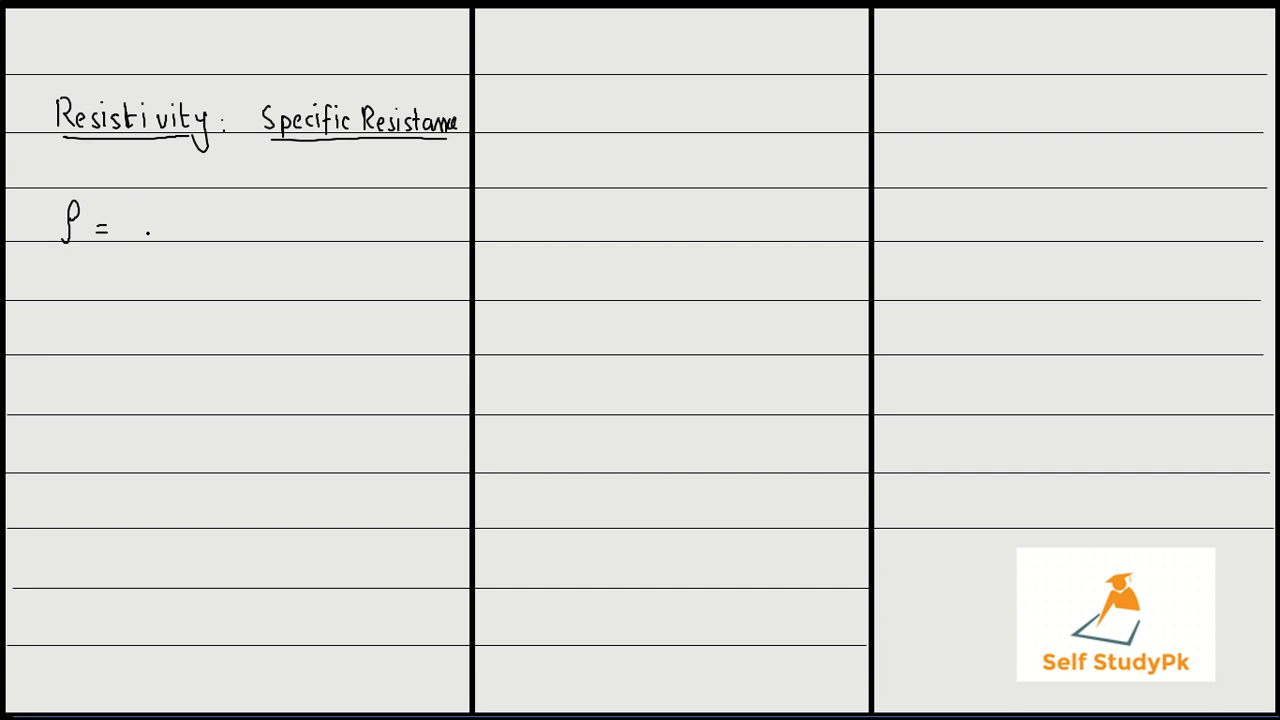 Resistivity: Specific Resistance
ρ = .
Self StudyPk